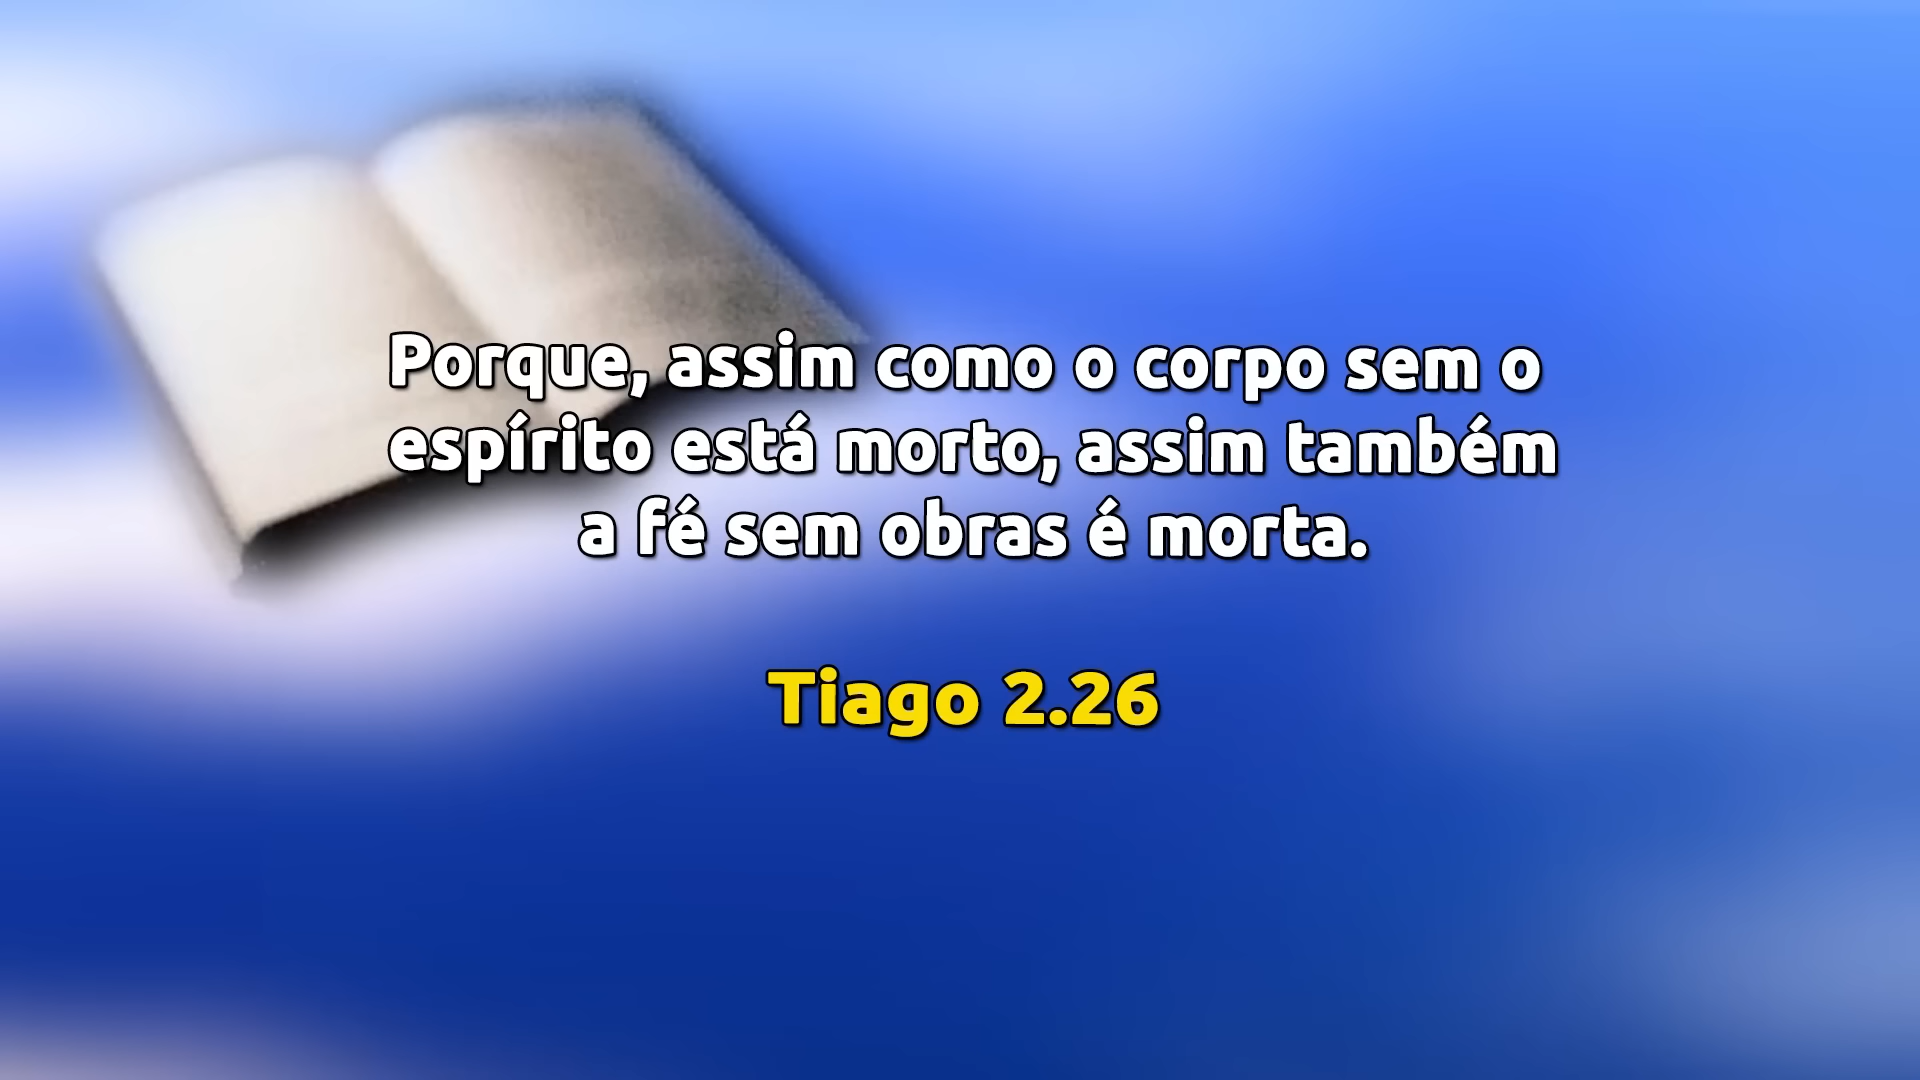 Porque, assim como o corpo sem o
espírito está morto, assim também
a fé sem obras é morta.
Tiago 2.26